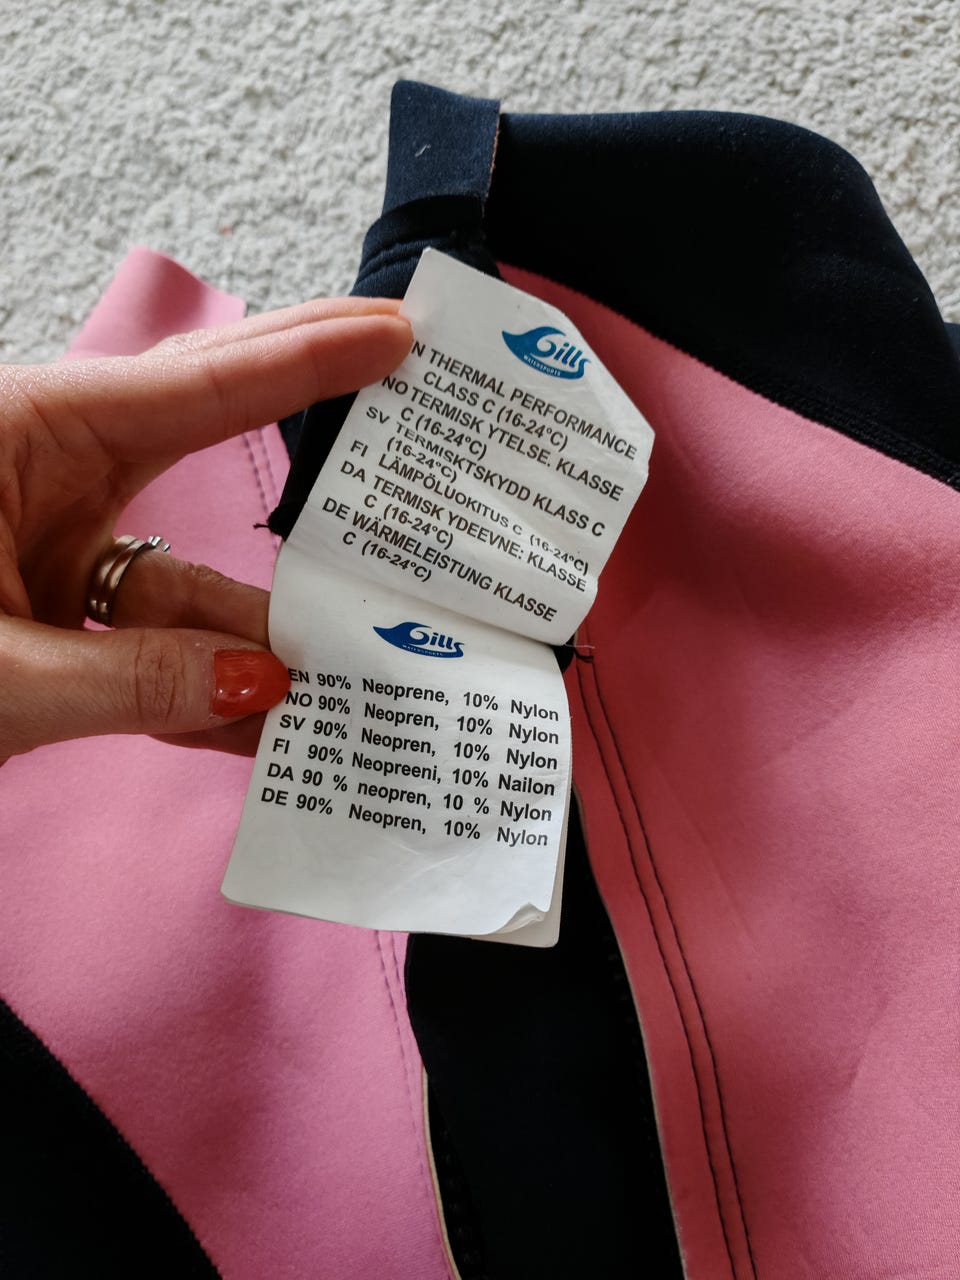 Gills
WATERSPORTS
N THERMAL PERFORMANCE
CLASS C (16-24°C)
NO TERMISK YTELSE. KLASSE
C (16-24°C)
SV TERMISKTSKYDD KLASS C
(16-24°C)
FI LÄMPÖLUOKITUS C (16-24°C)
DA TERMISK YDEEVNE: KLASSE
C (16-24°C)
DE WÄRMELEISTUNG KLASSE
C (16-24°C)
Gills
WATERSPORTS
EN 90% Neoprene, 10% Nylon
NO 90% Neopren, 10% Nylon
SV 90% Neopren, 10% Nylon
FI 90% Neopreeni, 10% Nailon
DA 90 % neopren, 10 % Nylon
DE 90% Neopren, 10% Nylon